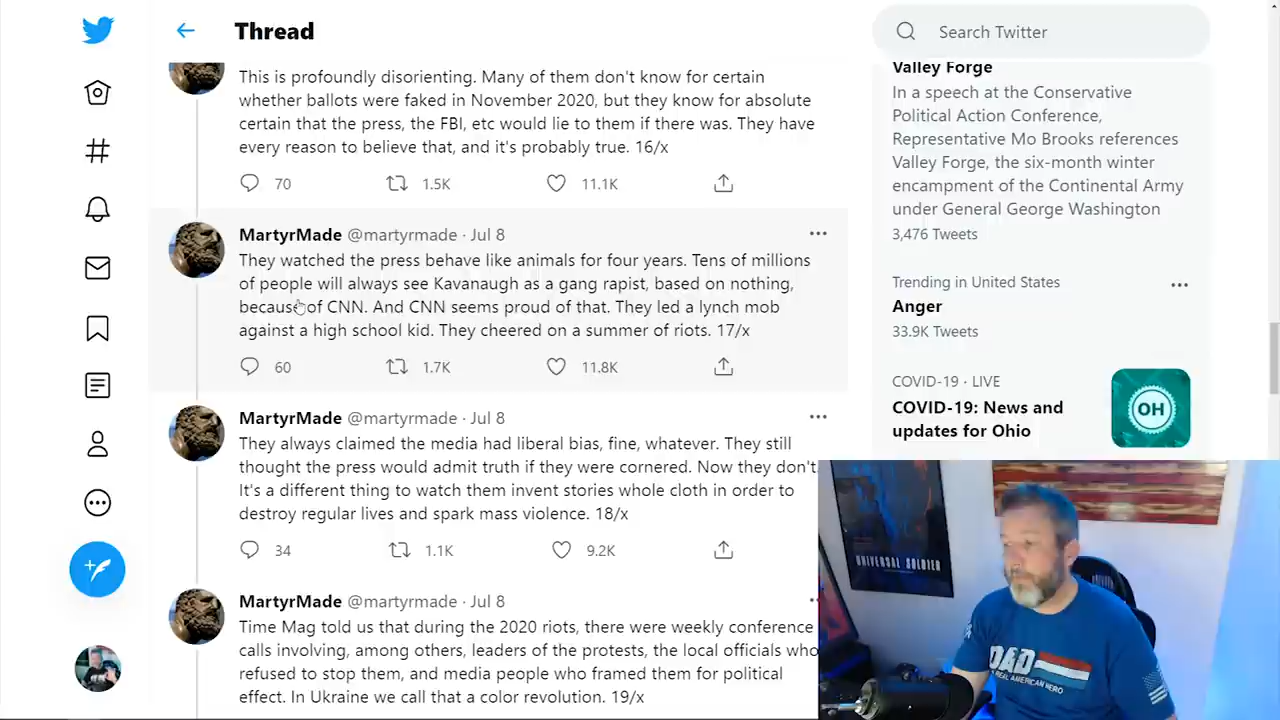 Thread
This is profoundly disorienting. Many of them don't know for certain
whether ballots were faked in November 2020, but they know for absolute
certain that the press, the FBI, etc would lie to them if there was. They have
every reason to believe that, and it's probably true. 16/x
70 1.5K 11.1K
MartyrMade @martyrmade · Jul 8
They watched the press behave like animals for four years. Tens of millions
of people will always see Kavanaugh as a gang rapist, based on nothing,
because of CNN. And CNN seems proud of that. They led a lynch mob
against a high school kid. They cheered on a summer of riots. 17/x
60 1.7K 11.8K
MartyrMade @martyrmade · Jul 8
They always claimed the media had liberal bias, fine, whatever. They still
thought the press would admit truth if they were cornered. Now they don't.
It's a different thing to watch them invent stories whole cloth in order to
destroy regular lives and spark mass violence. 18/x
34 1.1K 9.2K
MartyrMade @martyrmade · Jul 8
Time Mag told us that during the 2020 riots, there were weekly conference
calls involving, among others, leaders of the protests, the local officials who
refused to stop them, and media people who framed them for political
effect. In Ukraine we call that a color revolution. 19/x
Search Twitter
Valley Forge
In a speech at the Conservative
Political Action Conference,
Representative Mo Brooks references
Valley Forge, the six-month winter
encampment of the Continental Army
under General George Washington
3,476 Tweets
Trending in United States
Anger
33.9K Tweets
COVID-19 · LIVE
COVID-19: News and
updates for Ohio
OH
UNIVERSAL SOLDIER
DAD
REAL AMERICAN HERO